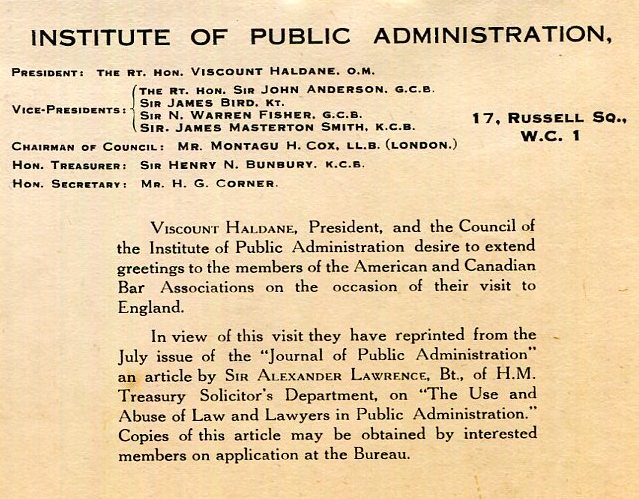 INSTITUTE OF PUBLIC ADMINISTRATION,
PRESIDENT: THE RT. HON. VISCOUNT HALDANE, O.M.
VICE-PRESIDENTS: THE RT. HON. SIR JOHN ANDERSON, G.C.B.
SIR JAMES BIRD, KT.
SIR N. WARREN FISHER, G.C.B.
SIR. JAMES MASTERTON SMITH, K.C.B.
17, RUSSELL SQ.,
W.C. 1
CHAIRMAN OF COUNCIL: MR. MONTAGU H. COX, LL.B. (LONDON.)
HON. TREASURER: SIR HENRY N. BUNBURY, K.C.B.
HON. SECRETARY: MR. H. G. CORNER.
VISCOUNT HALDANE, President, and the Council of
the Institute of Public Administration desire to extend
greetings to the members of the American and Canadian
Bar Associations on the occasion of their visit to
England.
In view of this visit they have reprinted from the
July issue of the "Journal of Public Administration"
an article by SIR ALEXANDER LAWRENCE, Bt., of H.M.
Treasury Solicitor's Department, on "The Use and
Abuse of Law and Lawyers in Public Administration."
Copies of this article may be obtained by interested
members on application at the Bureau.